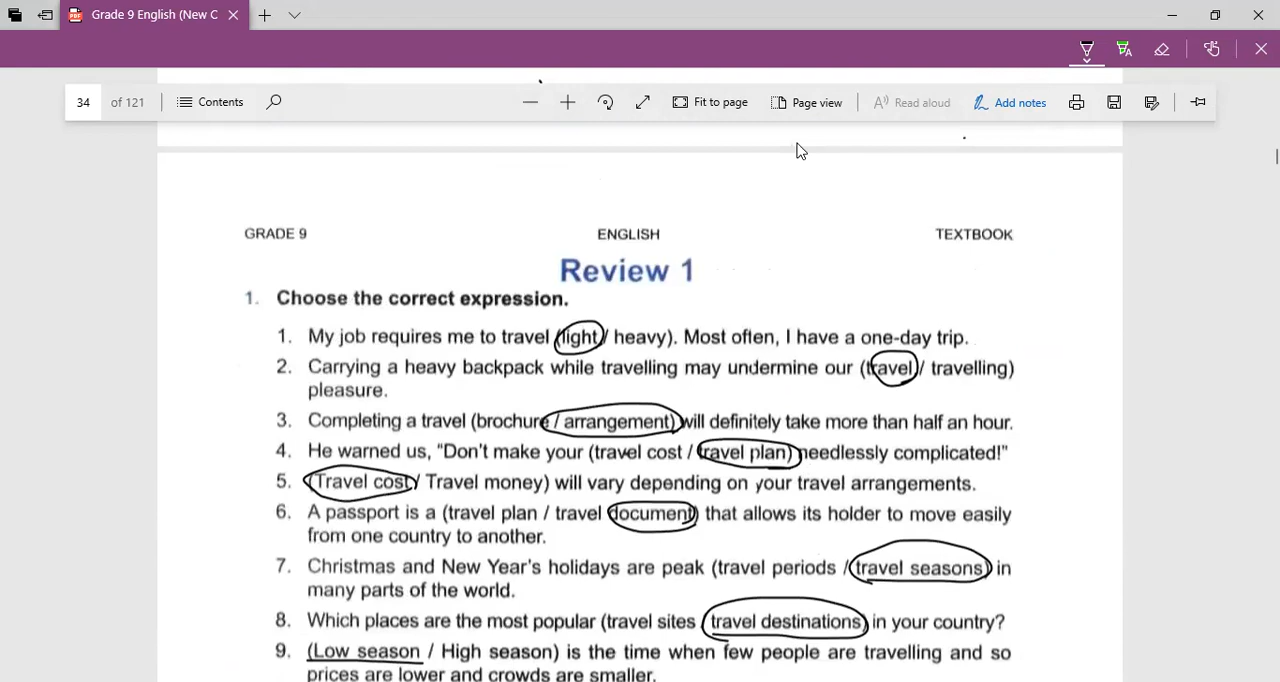 Grade 9 English (New C
34 of 121 Contents Fit to page Page view Read aloud Add notes
GRADE 9 ENGLISH TEXTBOOK
Review 1
1. Choose the correct expression.
1. My job requires me to travel (light / heavy). Most often, I have a one-day trip.
2. Carrying a heavy backpack while travelling may undermine our (travel / travelling)
pleasure.
3. Completing a travel (brochure / arrangement) will definitely take more than half an hour.
4. He warned us, “Don't make your (travel cost / travel plan) needlessly complicated!”
5. (Travel cost / Travel money) will vary depending on your travel arrangements.
6. A passport is a (travel plan / travel document) that allows its holder to move easily
from one country to another.
7. Christmas and New Year's holidays are peak (travel periods / travel seasons) in
many parts of the world.
8. Which places are the most popular (travel sites / travel destinations) in your country?
9. (Low season / High season) is the time when few people are travelling and so
prices are lower and crowds are smaller.